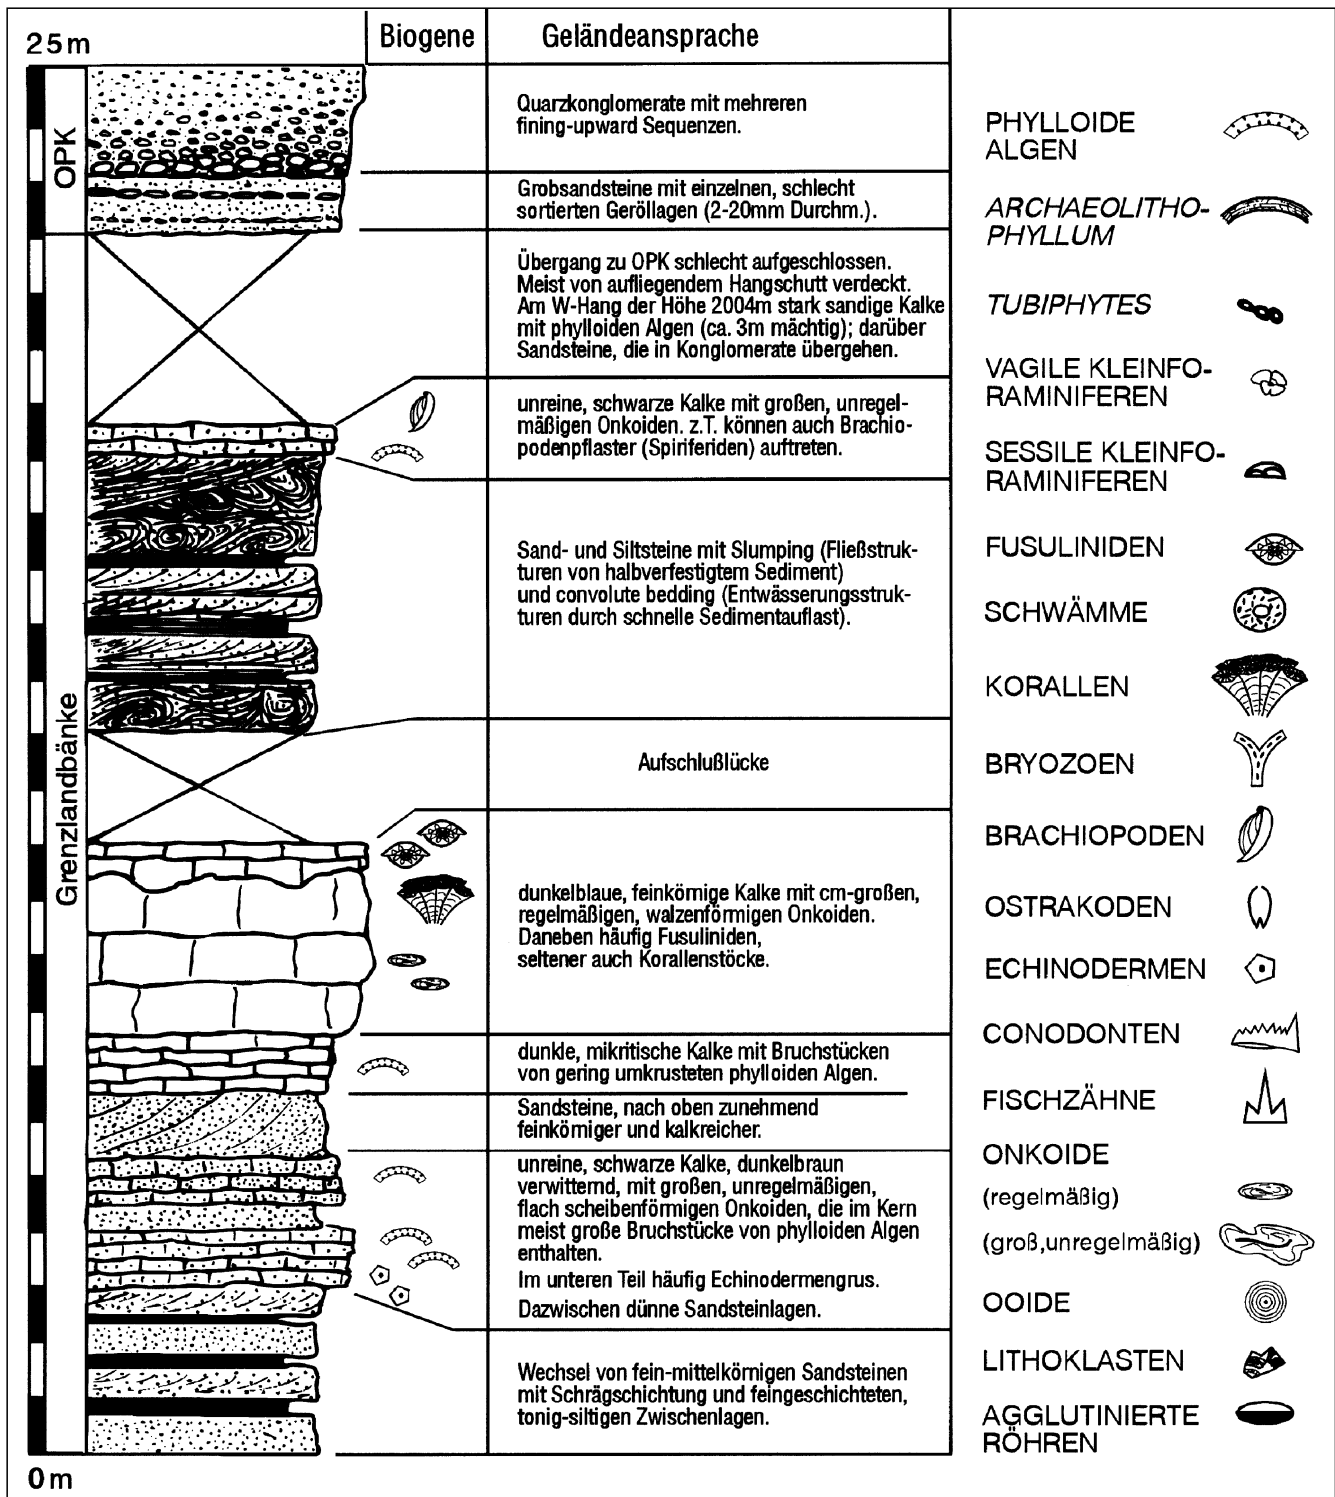 25m
Biogene
Geländeansprache
OPK
Grenzlandbänke
0m
Quarzkonglomerate mit mehreren
fining-upward Sequenzen.
Grobsandsteine mit einzelnen, schlecht
sortierten Geröllagen (2-20mm Durchm.).
Übergang zu OPK schlecht aufgeschlossen.
Meist von aufliegendem Hangschutt verdeckt.
Am W-Hang der Höhe 2004m stark sandige Kalke
mit phylloiden Algen (ca. 3m mächtig); darüber
Sandsteine, die in Konglomerate übergehen.
unreine, schwarze Kalke mit großen, unregel-
mäßigen Onkoiden. z.T. können auch Brachio-
podenpflaster (Spiriferiden) auftreten.
Sand- und Siltsteine mit Slumping (Fließstruk-
turen von halbverfestigtem Sediment)
und convolute bedding (Entwässerungsstruk-
turen durch schnelle Sedimentauflast).
Aufschlußlücke
dunkelblaue, feinkörnige Kalke mit cm-großen,
regelmäßigen, walzenförmigen Onkoiden.
Daneben häufig Fusuliniden,
seltener auch Korallenstöcke.
dunkle, mikritische Kalke mit Bruchstücken
von gering umkrusteten phylloiden Algen.
Sandsteine, nach oben zunehmend
feinkörniger und kalkreicher.
unreine, schwarze Kalke, dunkelbraun
verwitternd, mit großen, unregelmäßigen,
flach scheibenförmigen Onkoiden, die im Kern
meist große Bruchstücke von phylloiden Algen
enthalten.
Im unteren Teil häufig Echinodermengrus.
Dazwischen dünne Sandsteinlagen.
Wechsel von fein-mittelkörnigen Sandsteinen
mit Schrägschichtung und feingeschichteten,
tonig-siltigen Zwischenlagen.
PHYLLOIDE
ALGEN
ARCHAEOLITHO-
PHYLLUM
TUBIPHYTES
VAGILE KLEINFO-
RAMINIFEREN
SESSILE KLEINFO-
RAMINIFEREN
FUSULINIDEN
SCHWÄMME
KORALLEN
BRYOZOEN
BRACHIOPODEN
OSTRAKODEN
ECHINODERMEN
CONODONTEN
FISCHZÄHNE
ONKOIDE
(regelmäßig)
(groß,unregelmäßig)
OOIDE
LITHOKLASTEN
AGGLUTINIERTE
RÖHREN